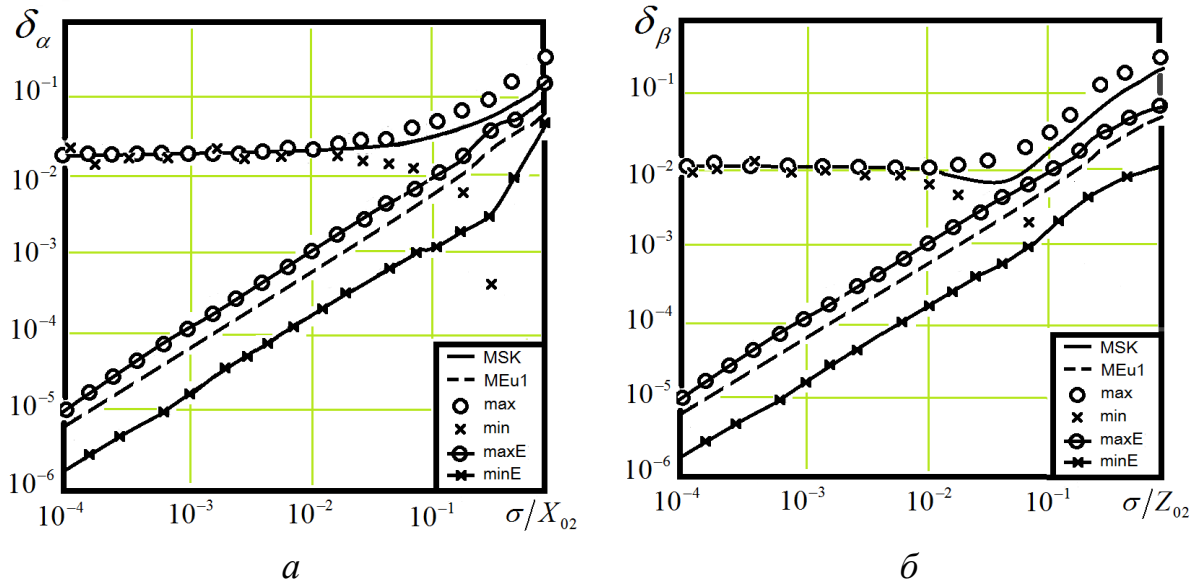 δ_α
10⁻¹
10⁻²
10⁻³
10⁻⁴
10⁻⁵
10⁻⁶
10⁻⁴
10⁻³
10⁻²
10⁻¹
σ/X₀₂
MSK
MEu1
max
min
maxE
minE
а
δ_β
10⁻¹
10⁻²
10⁻³
10⁻⁴
10⁻⁵
10⁻⁶
10⁻⁴
10⁻³
10⁻²
10⁻¹
σ/Z₀₂
MSK
MEu1
max
min
maxE
minE
б